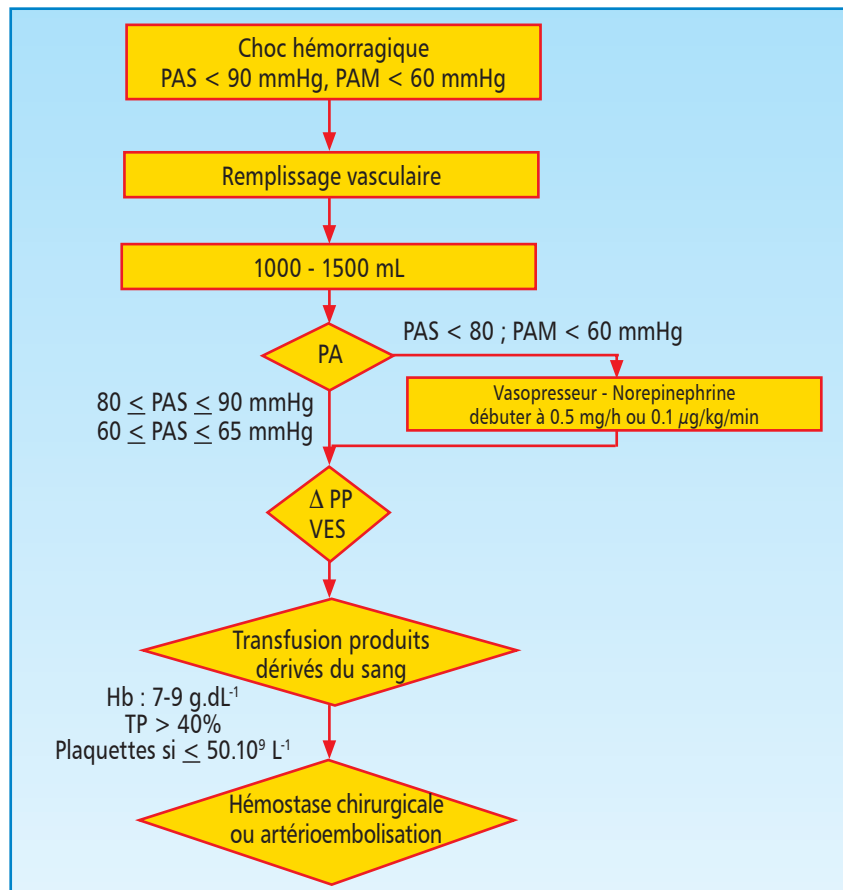 Choc hémorragique
PAS < 90 mmHg, PAM < 60 mmHg
Remplissage vasculaire
1000 - 1500 mL
PA
PAS < 80 ; PAM < 60 mmHg
Vasopresseur - Norepinephrine
débuter à 0.5 mg/h ou 0.1 µg/kg/min
80 ≤ PAS ≤ 90 mmHg
60 ≤ PAS ≤ 65 mmHg
Δ PP
VES
Transfusion produits
dérivés du sang
Hb : 7-9 g.dL⁻¹
TP > 40%
Plaquettes si ≤ 50.10⁹ L⁻¹
Hémostase chirurgicale
ou artérioembolisation